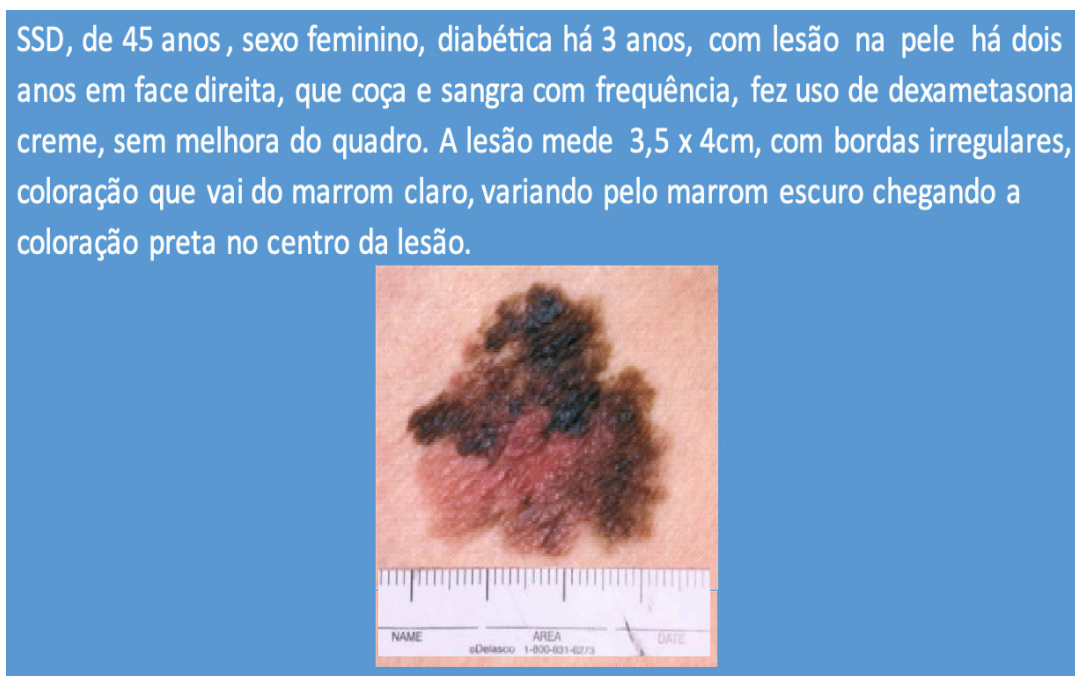 SSD, de 45 anos, sexo feminino, diabética há 3 anos, com lesão na pele há dois
anos em face direita, que coça e sangra com frequência, fez uso de dexametasona
creme, sem melhora do quadro. A lesão mede 3,5 x 4cm, com bordas irregulares,
coloração que vai do marrom claro, variando pelo marrom escuro chegando a
coloração preta no centro da lesão.
NAME AREA DATE
Delasco 1-800-831-6273